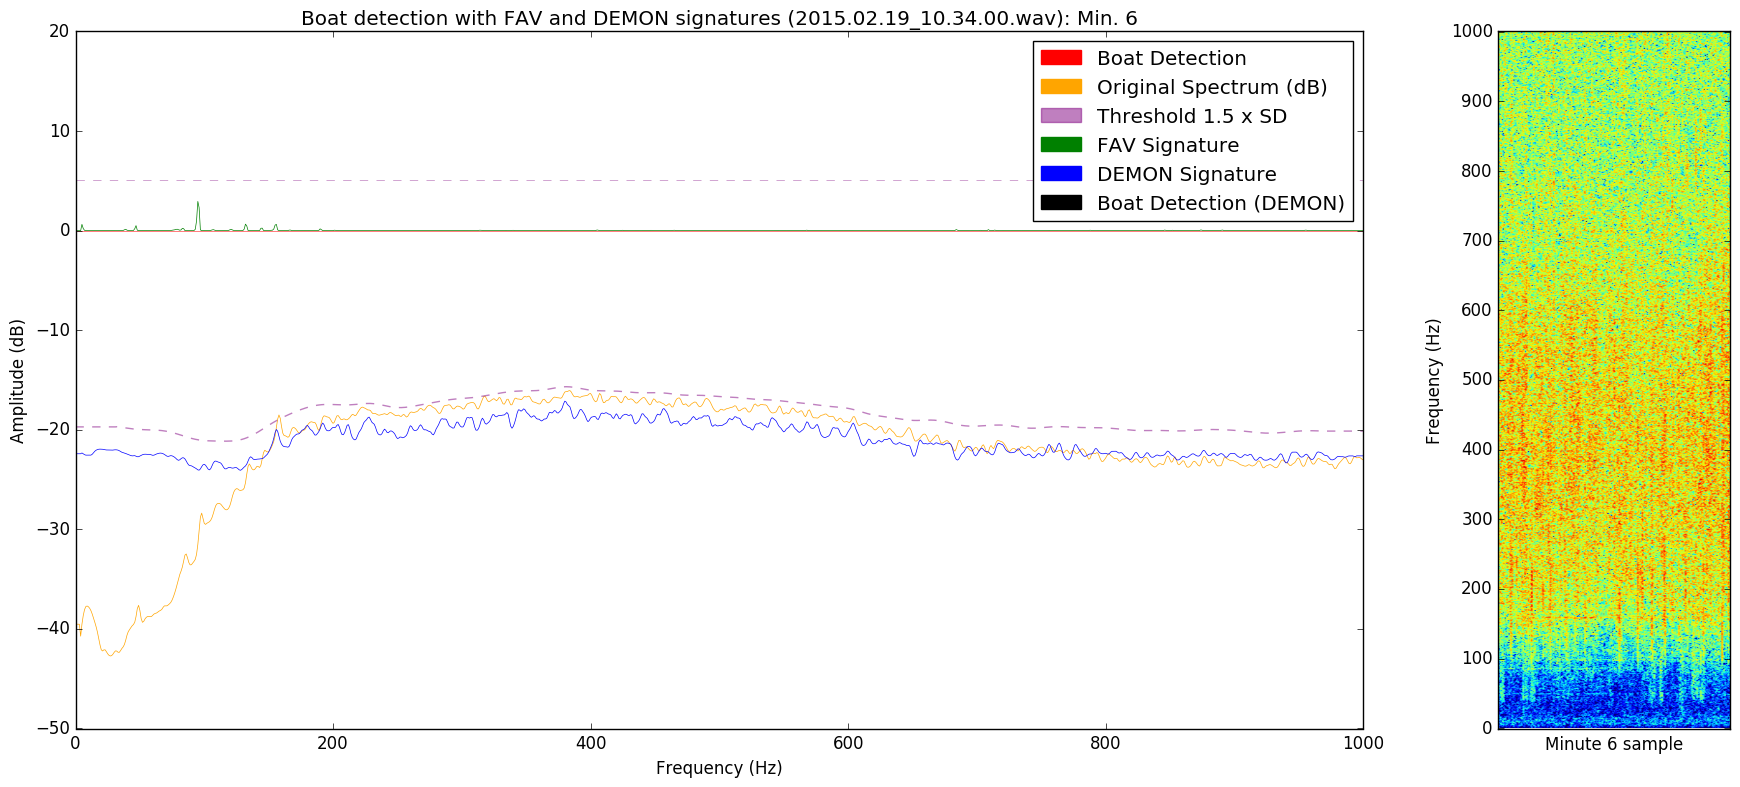 Boat detection with FAV and DEMON signatures (2015.02.19_10.34.00.wav): Min. 6
Boat Detection
Original Spectrum (dB)
Threshold 1.5 x SD
FAV Signature
DEMON Signature
Boat Detection (DEMON)
Amplitude (dB)
20
10
0
−10
−20
−30
−40
−50
0
200
400
600
800
1000
Frequency (Hz)
Frequency (Hz)
1000
900
800
700
600
500
400
300
200
100
0
Minute 6 sample